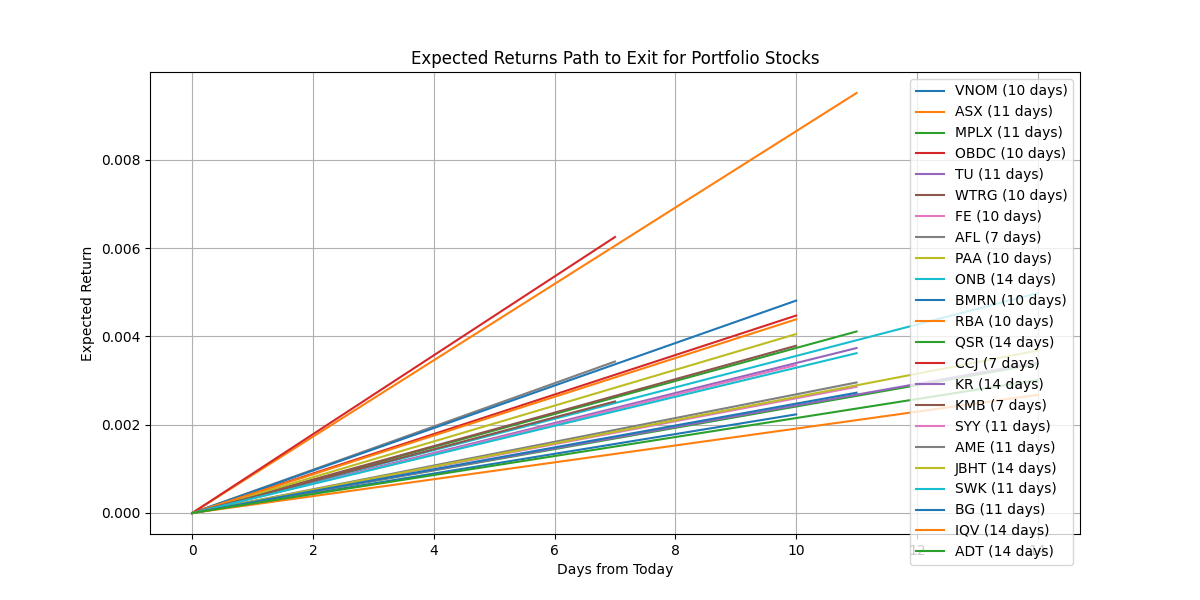 Expected Returns Path to Exit for Portfolio Stocks
Expected Return
0.008
0.006
0.004
0.002
0.000
0 2 4 6 8 10 12
Days from Today
VNOM (10 days)
ASX (11 days)
MPLX (11 days)
OBDC (10 days)
TU (11 days)
WTRG (10 days)
FE (10 days)
AFL (7 days)
PAA (10 days)
ONB (14 days)
BMRN (10 days)
RBA (10 days)
QSR (14 days)
CCJ (7 days)
KR (14 days)
KMB (7 days)
SYY (11 days)
AME (11 days)
JBHT (14 days)
SWK (11 days)
BG (11 days)
IQV (14 days)
ADT (14 days)